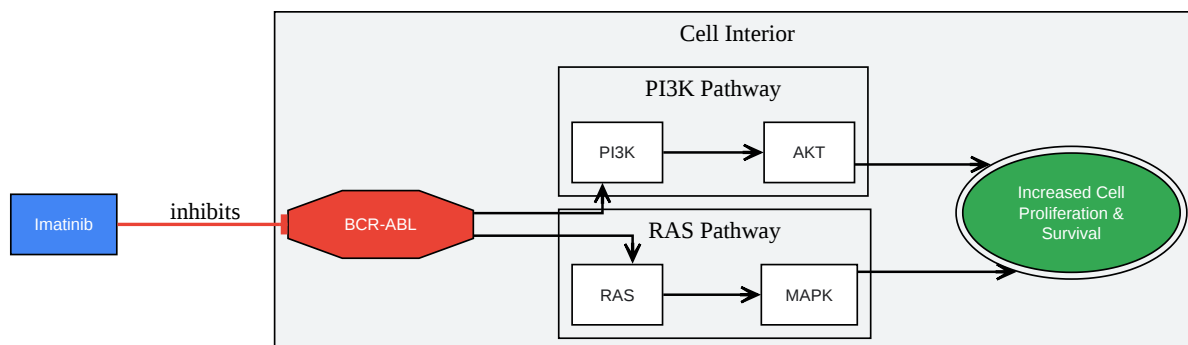 Cell Interior
PI3K Pathway
PI3K
AKT
Imatinib
inhibits
BCR-ABL
Increased Cell
Proliferation &
Survival
RAS Pathway
RAS
MAPK